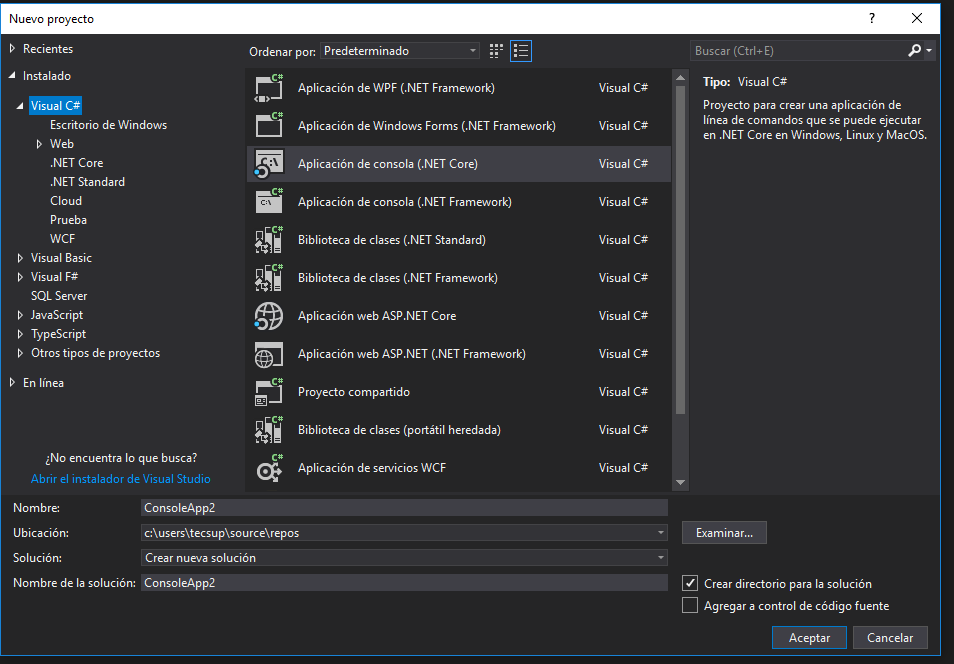 Nuevo proyecto
?
Recientes
Instalado
Visual C#
Escritorio de Windows
Web
.NET Core
.NET Standard
Cloud
Prueba
WCF
Visual Basic
Visual F#
SQL Server
JavaScript
TypeScript
Otros tipos de proyectos
En línea
¿No encuentra lo que busca?
Abrir el instalador de Visual Studio
Ordenar por: Predeterminado
Aplicación de WPF (.NET Framework) Visual C#
Aplicación de Windows Forms (.NET Framework) Visual C#
Aplicación de consola (.NET Core) Visual C#
Aplicación de consola (.NET Framework) Visual C#
Biblioteca de clases (.NET Standard) Visual C#
Biblioteca de clases (.NET Framework) Visual C#
Aplicación web ASP.NET Core Visual C#
Aplicación web ASP.NET (.NET Framework) Visual C#
Proyecto compartido Visual C#
Biblioteca de clases (portátil heredada) Visual C#
Aplicación de servicios WCF Visual C#
Buscar (Ctrl+E)
Tipo: Visual C#
Proyecto para crear una aplicación de
línea de comandos que se puede ejecutar
en .NET Core en Windows, Linux y MacOS.
Nombre: ConsoleApp2
Ubicación: c:\users\tecsup\source\repos
Examinar...
Solución: Crear nueva solución
Nombre de la solución: ConsoleApp2
Crear directorio para la solución
Agregar a control de código fuente
Aceptar
Cancelar